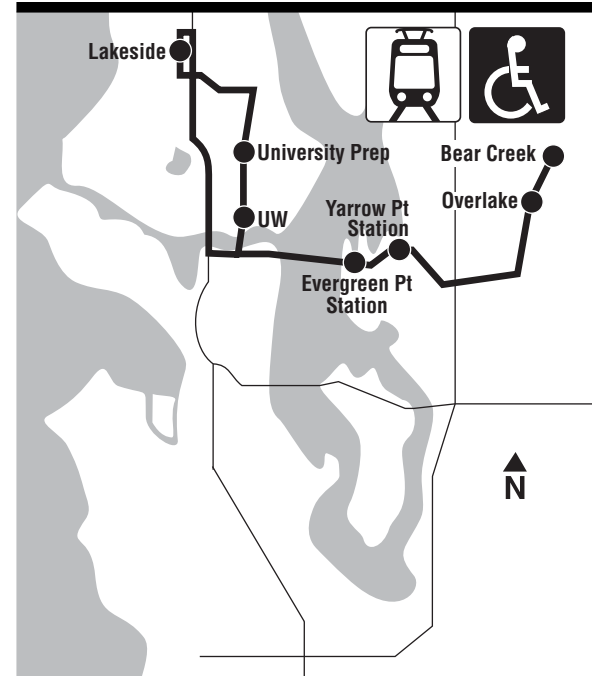 Lakeside
University Prep
Bear Creek
Overlake
Yarrow Pt
Station
UW
Evergreen Pt
Station
N